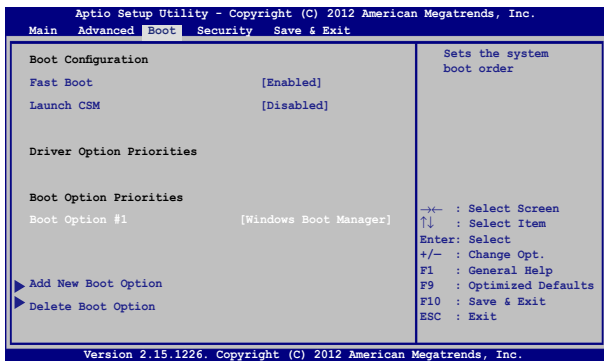 Aptio Setup Utility - Copyright (C) 2012 American Megatrends, Inc.
Main Advanced Boot Security Save & Exit
Boot Configuration
Fast Boot [Enabled]
Launch CSM [Disabled]
Driver Option Priorities
Boot Option Priorities
Boot Option #1 [Windows Boot Manager]
Add New Boot Option
Delete Boot Option
Sets the system
boot order
→← : Select Screen
↑↓ : Select Item
Enter: Select
+/— : Change Opt.
F1 : General Help
F9 : Optimized Defaults
F10 : Save & Exit
ESC : Exit
Version 2.15.1226. Copyright (C) 2012 American Megatrends, Inc.